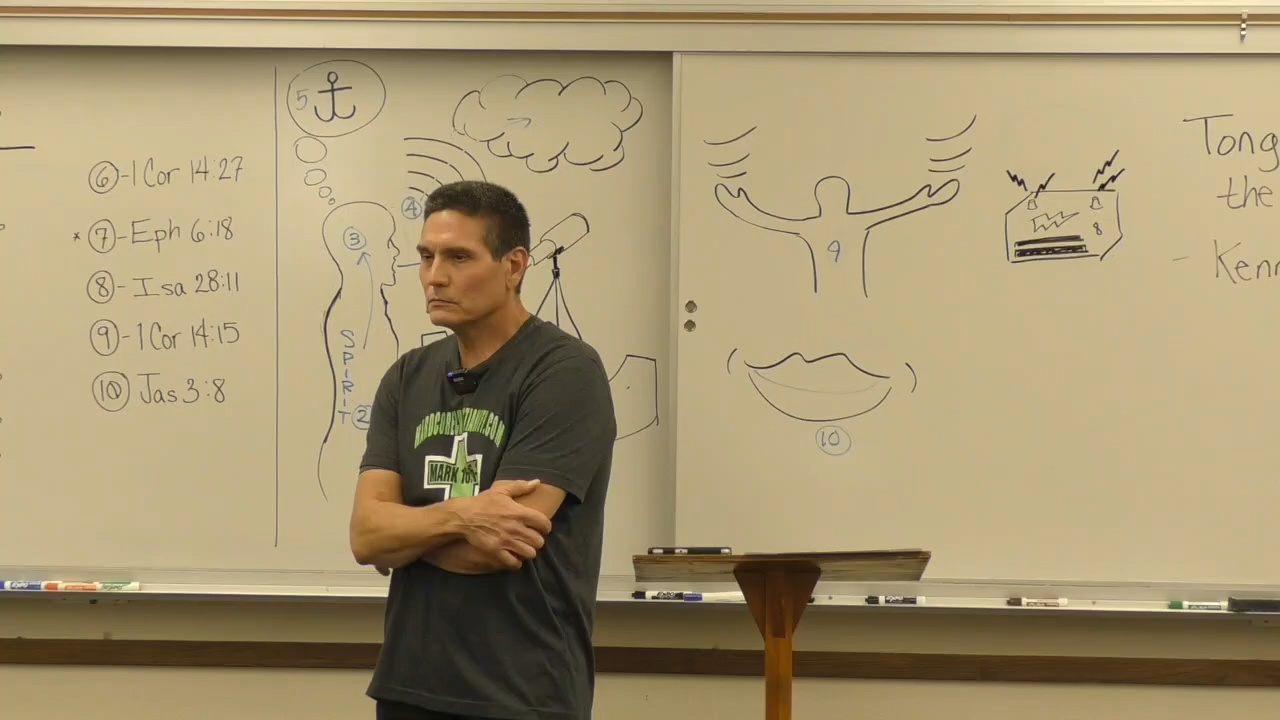 ⑥-1 Cor 14:27
* ⑦-Eph 6:18
⑧-Isa 28:11
⑨-1 Cor 14:15
⑩ Jas 3:8
5
④
③
SPIRIT
②
9
8
10
Tong
the
- Kenn
MARK